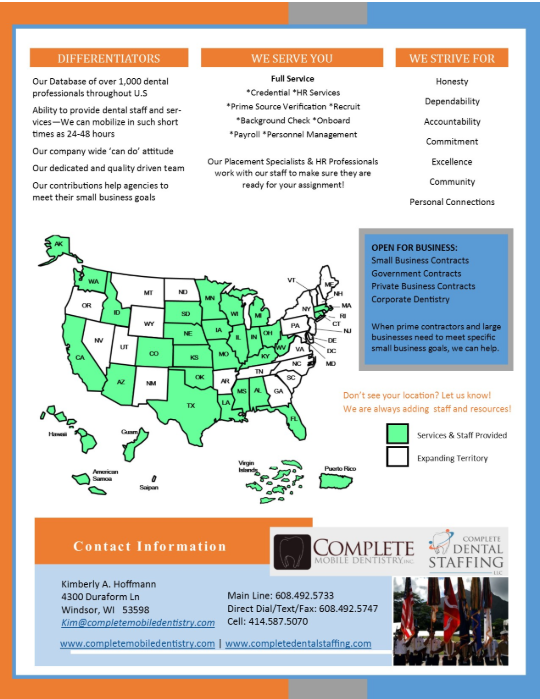 DIFFERENTIATORS
Our Database of over 1,000 dental
professionals throughout U.S
Ability to provide dental staff and ser-
vices—We can mobilize in such short
times as 24-48 hours
Our company wide 'can do' attitude
Our dedicated and quality driven team
Our contributions help agencies to
meet their small business goals
WE SERVE YOU
Full Service
*Credential *HR Services
*Prime Source Verification *Recruit
*Background Check *Onboard
*Payroll *Personnel Management
Our Placement Specialists & HR Professionals
work with our staff to make sure they are
ready for your assignment!
WE STRIVE FOR
Honesty
Dependability
Accountability
Commitment
Excellence
Community
Personal Connections
AK
WA
OR
ID
MT
ND
MN
WY
SD
NV
UT
CO
NE
IA
WI
MI
CA
AZ
NM
KS
OK
TX
MO
AR
LA
IL
IN
OH
KY
WV
TN
MS
AL
GA
FL
SC
NC
VA
PA
NY
VT
ME
NH
MA
RI
CT
NJ
DE
DC
MD
Hawaii
Guam
American
Samoa
Saipan
Virgin
Islands
Puerto Rico
OPEN FOR BUSINESS:
Small Business Contracts
Government Contracts
Private Business Contracts
Corporate Dentistry
When prime contractors and large
businesses need to meet specific
small business goals, we can help.
Don't see your location? Let us know!
We are always adding staff and resources!
Services & Staff Provided
Expanding Territory
Contact Information
COMPLETE
MOBILE DENTISTRY, INC.
COMPLETE
DENTAL
STAFFING
LLC
Kimberly A. Hoffmann
4300 Duraform Ln
Windsor, WI 53598
Kim@completemobiledentistry.com
Main Line: 608.492.5733
Direct Dial/Text/Fax: 608.492.5747
Cell: 414.587.5070
www.completemobiledentistry.com | www.completedentalstaffing.com